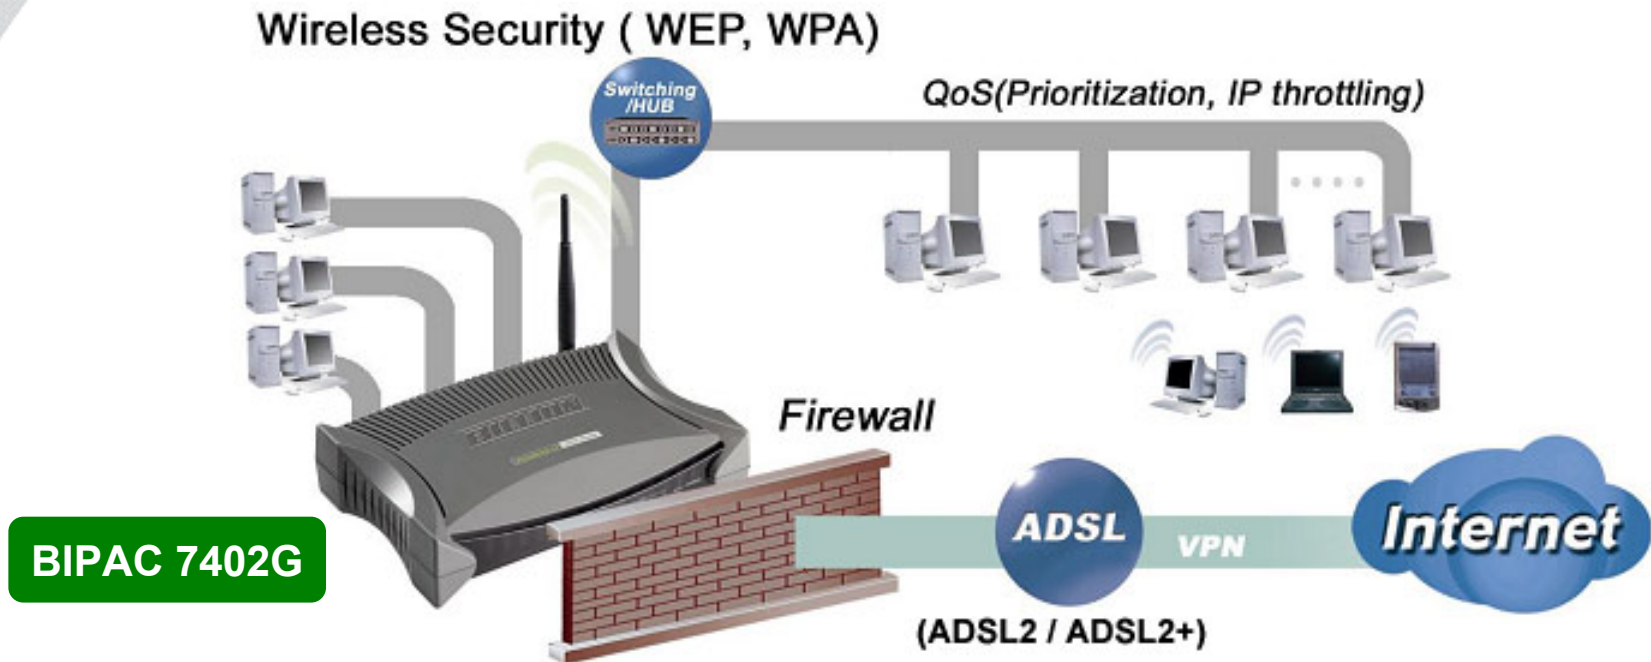 Wireless Security ( WEP, WPA)
Switching
/HUB
QoS(Prioritization, IP throttling)
Firewall
BIPAC 7402G
ADSL
VPN
Internet
(ADSL2 / ADSL2+)